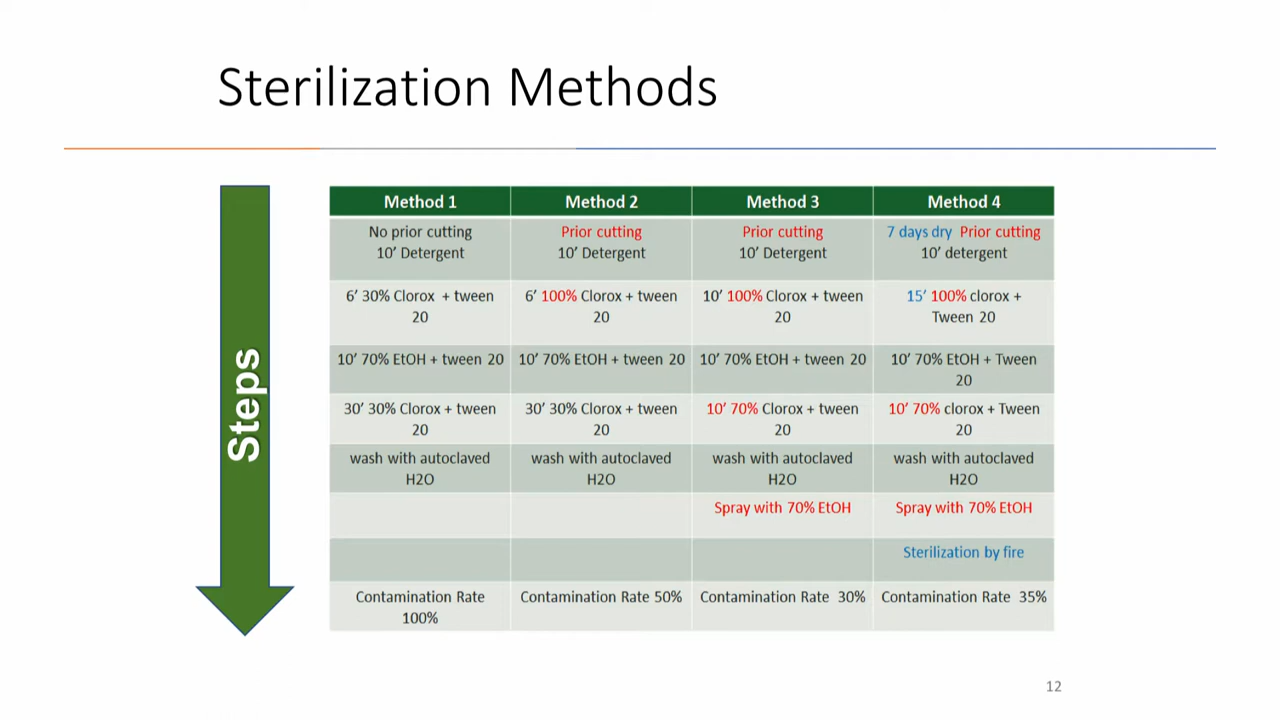 Sterilization Methods
Steps
Method 1 Method 2 Method 3 Method 4
No prior cutting Prior cutting Prior cutting 7 days dry Prior cutting
10’ Detergent 10’ Detergent 10’ Detergent 10’ detergent
6’ 30% Clorox + tween 6’ 100% Clorox + tween 10’ 100% Clorox + tween 15’ 100% clorox +
20 20 20 Tween 20
10’ 70% EtOH + tween 20 10’ 70% EtOH + tween 20 10’ 70% EtOH + tween 20 10’ 70% EtOH + Tween
20
30’ 30% Clorox + tween 30’ 30% Clorox + tween 10’ 70% Clorox + tween 10’ 70% clorox + Tween
20 20 20 20
wash with autoclaved wash with autoclaved wash with autoclaved wash with autoclaved
H2O H2O H2O H2O
Spray with 70% EtOH Spray with 70% EtOH
Sterilization by fire
Contamination Rate Contamination Rate 50% Contamination Rate 30% Contamination Rate 35%
100%
12